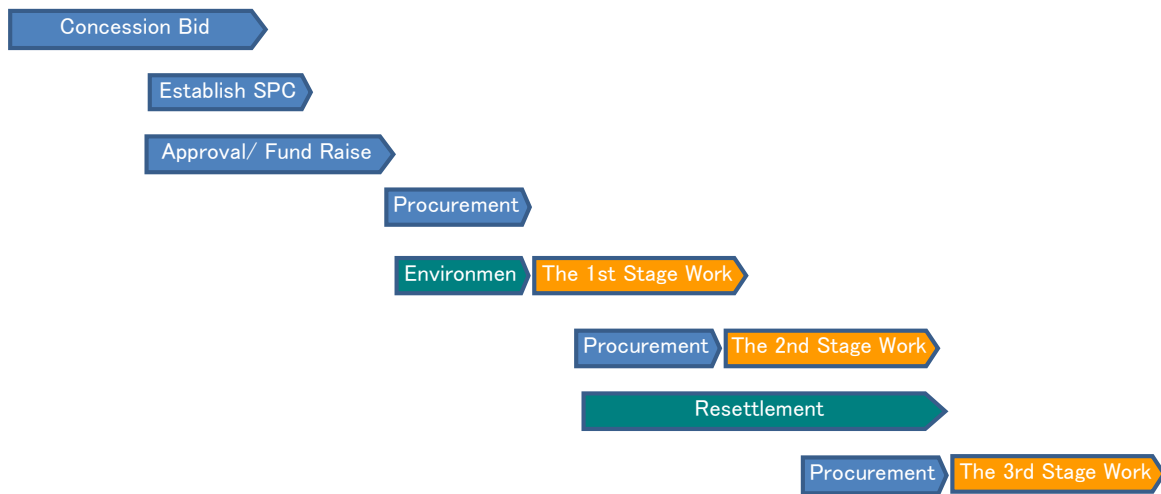 Concession Bid
Establish SPC
Approval/ Fund Raise
Procurement
Environmen
The 1st Stage Work
Procurement
The 2nd Stage Work
Resettlement
Procurement
The 3rd Stage Work